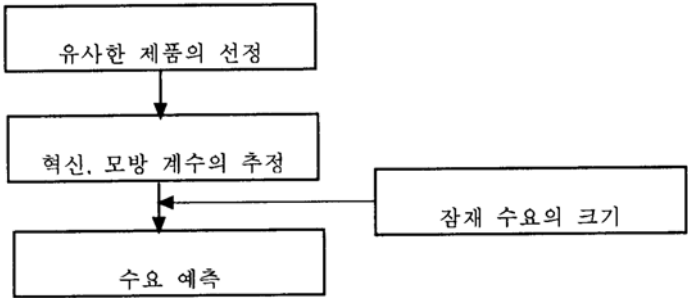 유사한 제품의 선정
혁신, 모방 계수의 추정
잠재 수요의 크기
수요 예측